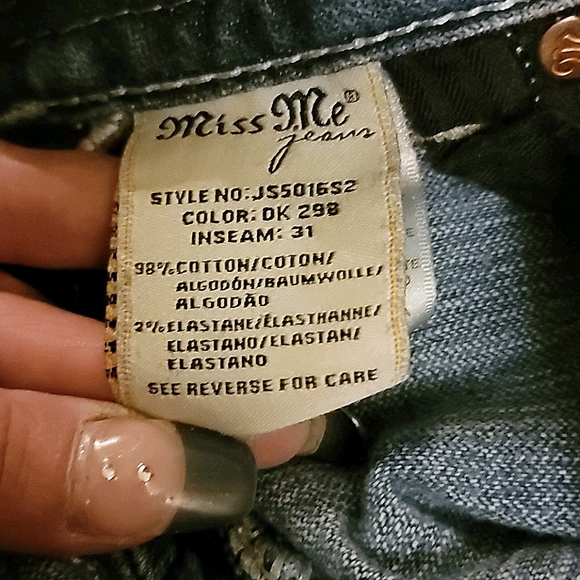 Miss Me®
jeans
STYLE NO:JS5016S2
COLOR: DK 298
INSEAM: 31
98%COTTON/COTON/
ALGODÓN/BAUMWOLLE/
ALGODÃO
2%ELASTANE/ÉLASTHANNE/
ELASTANO/ELASTAN/
ELASTANO
SEE REVERSE FOR CARE